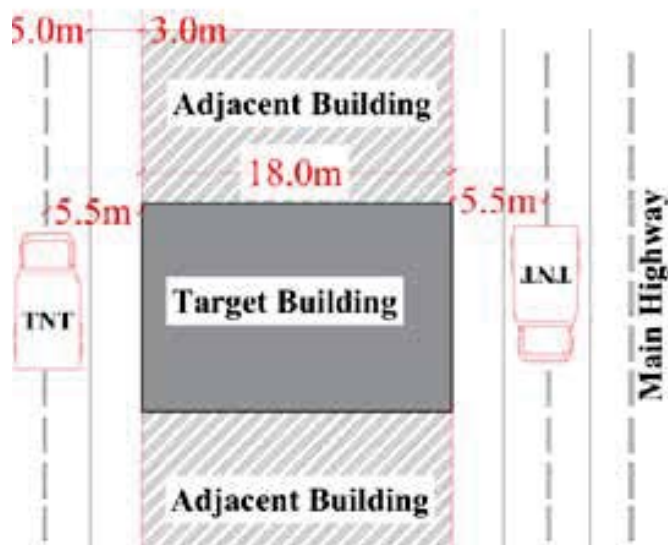 5.0m 3.0m
Adjacent Building
18.0m
5.5m 5.5m
TNT Target Building TNT
Main Highway
Adjacent Building